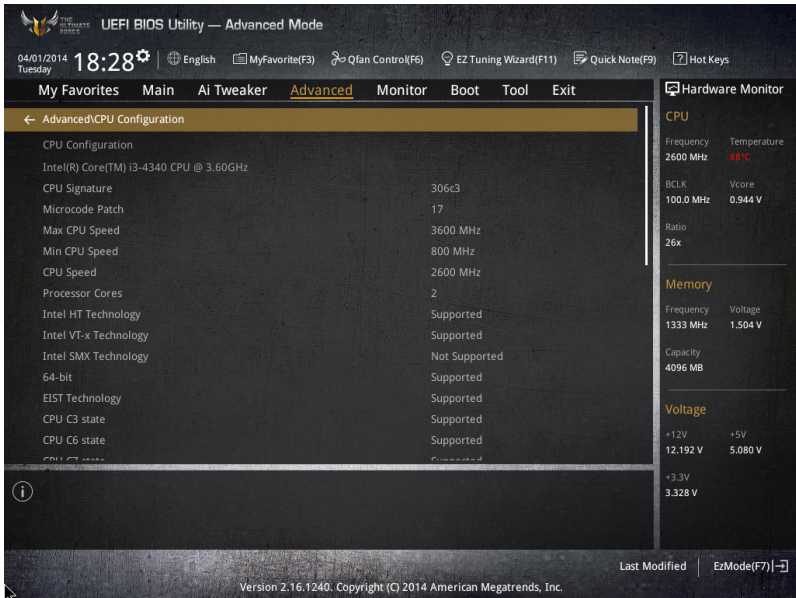 THE
ULTIMATE
FORCE
UEFI BIOS Utility — Advanced Mode
04/01/2014
Tuesday
18:28
English
MyFavorite(F3)
Qfan Control(F6)
EZ Tuning Wizard(F11)
Quick Note(F9)
? Hot Keys
My Favorites Main Ai Tweaker Advanced Monitor Boot Tool Exit
Advanced\CPU Configuration
CPU Configuration
Intel(R) Core(TM) i3-4340 CPU @ 3.60GHz
CPU Signature 306c3
Microcode Patch 17
Max CPU Speed 3600 MHz
Min CPU Speed 800 MHz
CPU Speed 2600 MHz
Processor Cores 2
Intel HT Technology Supported
Intel VT-x Technology Supported
Intel SMX Technology Not Supported
64-bit Supported
EIST Technology Supported
CPU C3 state Supported
CPU C6 state Supported
CPU C7 state Supported
Hardware Monitor
CPU
Frequency Temperature
2600 MHz 88°C
BCLK Vcore
100.0 MHz 0.944 V
Ratio
26x
Memory
Frequency Voltage
1333 MHz 1.504 V
Capacity
4096 MB
Voltage
+12V +5V
12.192 V 5.080 V
+3.3V
3.328 V
i
Last Modified
EzMode(F7)
Version 2.16.1240. Copyright (C) 2014 American Megatrends, Inc.